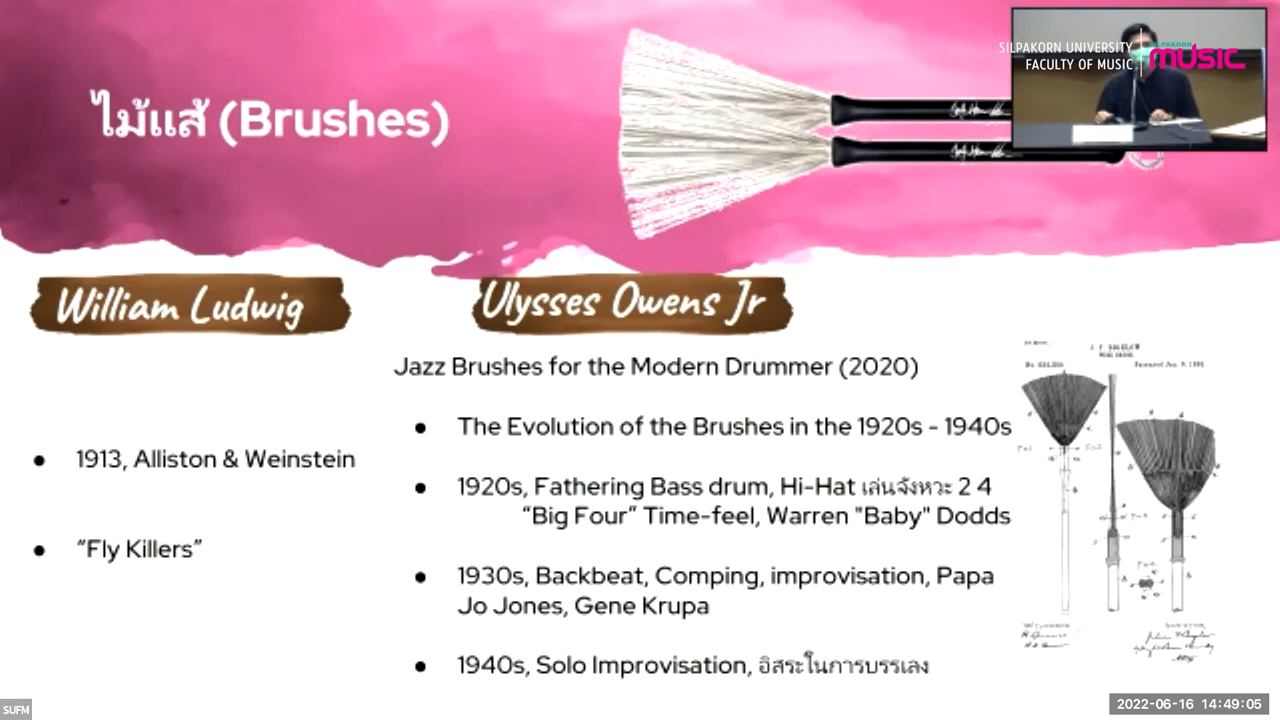 SILPAKORN UNIVERSITY
FACULTY OF MUSIC
SILPAKORN
MUSIC
ไม้แส้ (Brushes)
William Ludwig
1913, Alliston & Weinstein
“Fly Killers”
Ulysses Owens Jr
Jazz Brushes for the Modern Drummer (2020)
The Evolution of the Brushes in the 1920s - 1940s
1920s, Fathering Bass drum, Hi-Hat เล่นจังหวะ 2 4
“Big Four” Time-feel, Warren "Baby" Dodds
1930s, Backbeat, Comping, improvisation, Papa
Jo Jones, Gene Krupa
1940s, Solo Improvisation, อิสระในการบรรเลง
SUFM
2022-06-16 14:49:05